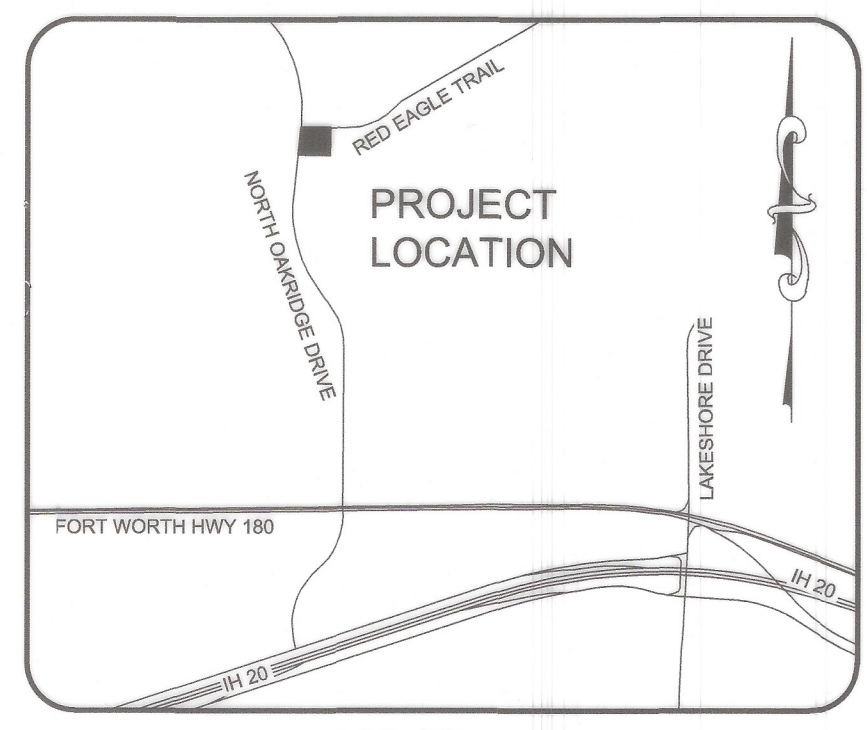 RED EAGLE TRAIL
NORTH OAKRIDGE DRIVE
PROJECT
LOCATION
LAKESHORE DRIVE
FORT WORTH HWY 180
IH 20
IH 20